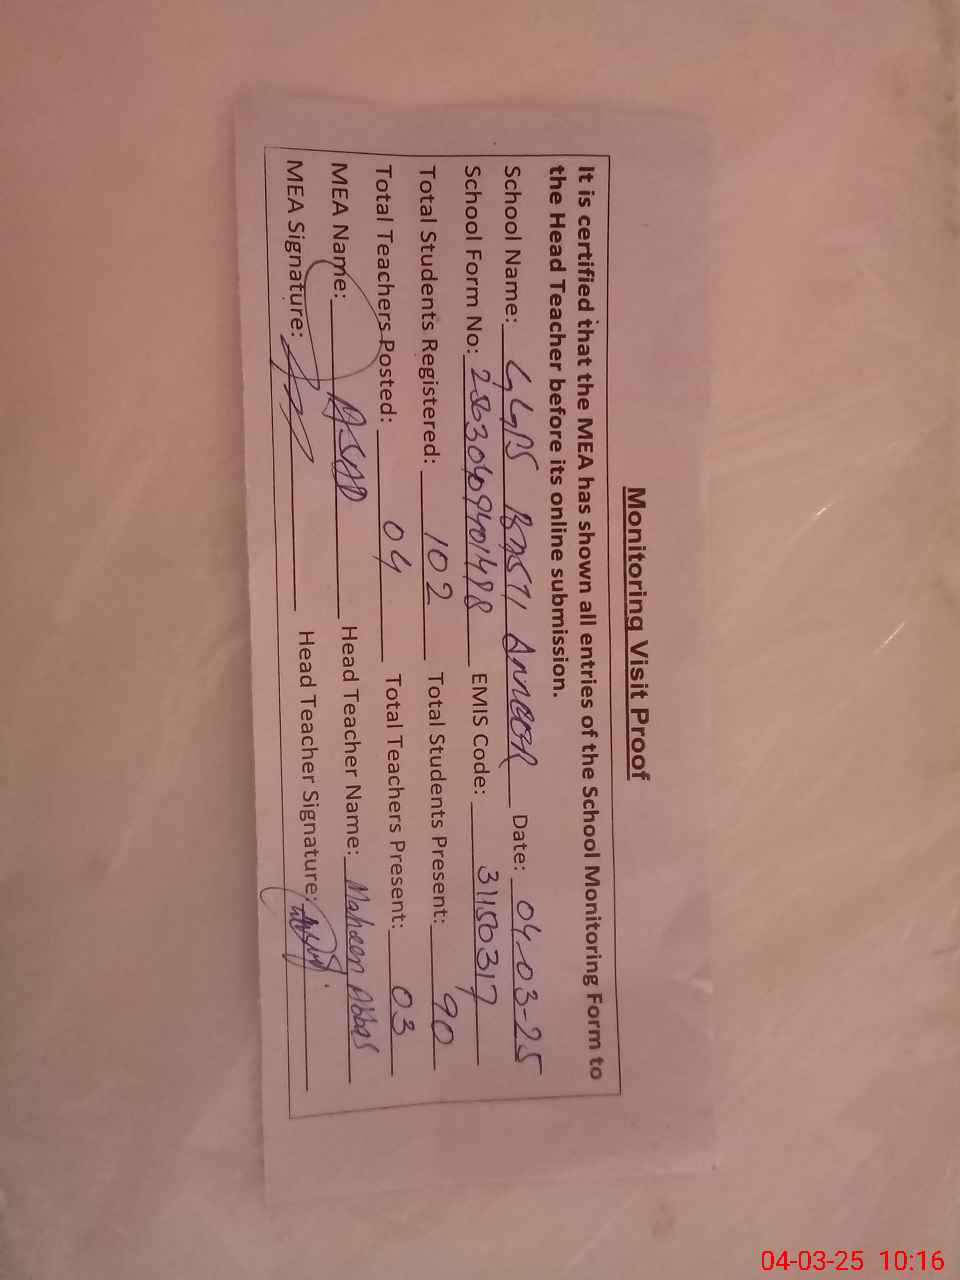 Monitoring Visit Proof
It is certified that the MEA has shown all entries of the School Monitoring Form to
the Head Teacher before its online submission.
School Name: GGPS BASTI Date: 04-03-25
School Form No: EMIS Code: 31150317
Total Students Registered: 102 Total Students Present: 90
Total Teachers Posted: 04 Total Teachers Present: 03
MEA Name: ASAD Head Teacher Name: Maheen Abbas
MEA Signature: Head Teacher Signature:
04-03-25 10:16